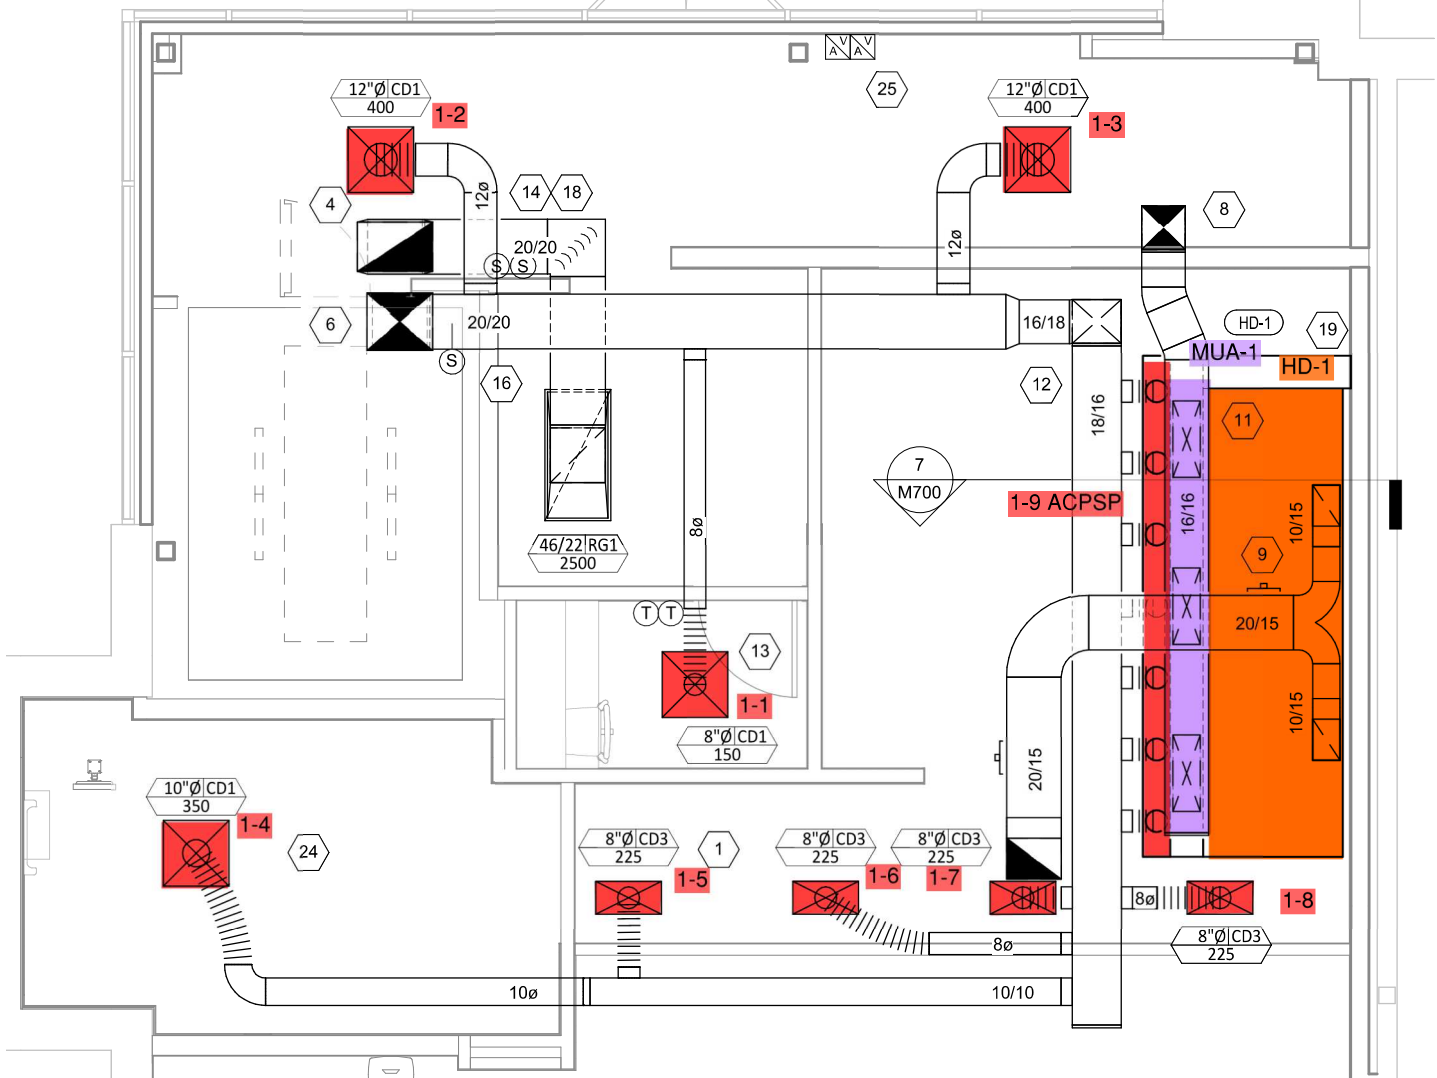 V V
A A
12"Ø CD1
400
1-2
25
12"Ø CD1
400
1-3
4
12ø
14
18
20/20
S S
12ø
8
6
20/20
S
16
16/18
12
HD-1
19
MUA-1
HD-1
11
18/16
7
M700
1-9 ACPSP
16/16
10/15
9
8ø
46/22 RG1
2500
T T
13
20/15
1-1
8"Ø CD1
150
10/15
20/15
10"Ø CD1
350
1-4
24
8"Ø CD3
225
1
8"Ø CD3
225
8"Ø CD3
225
1-5
1-6
1-7
8ø
1-8
8"Ø CD3
225
8ø
10ø
10/10